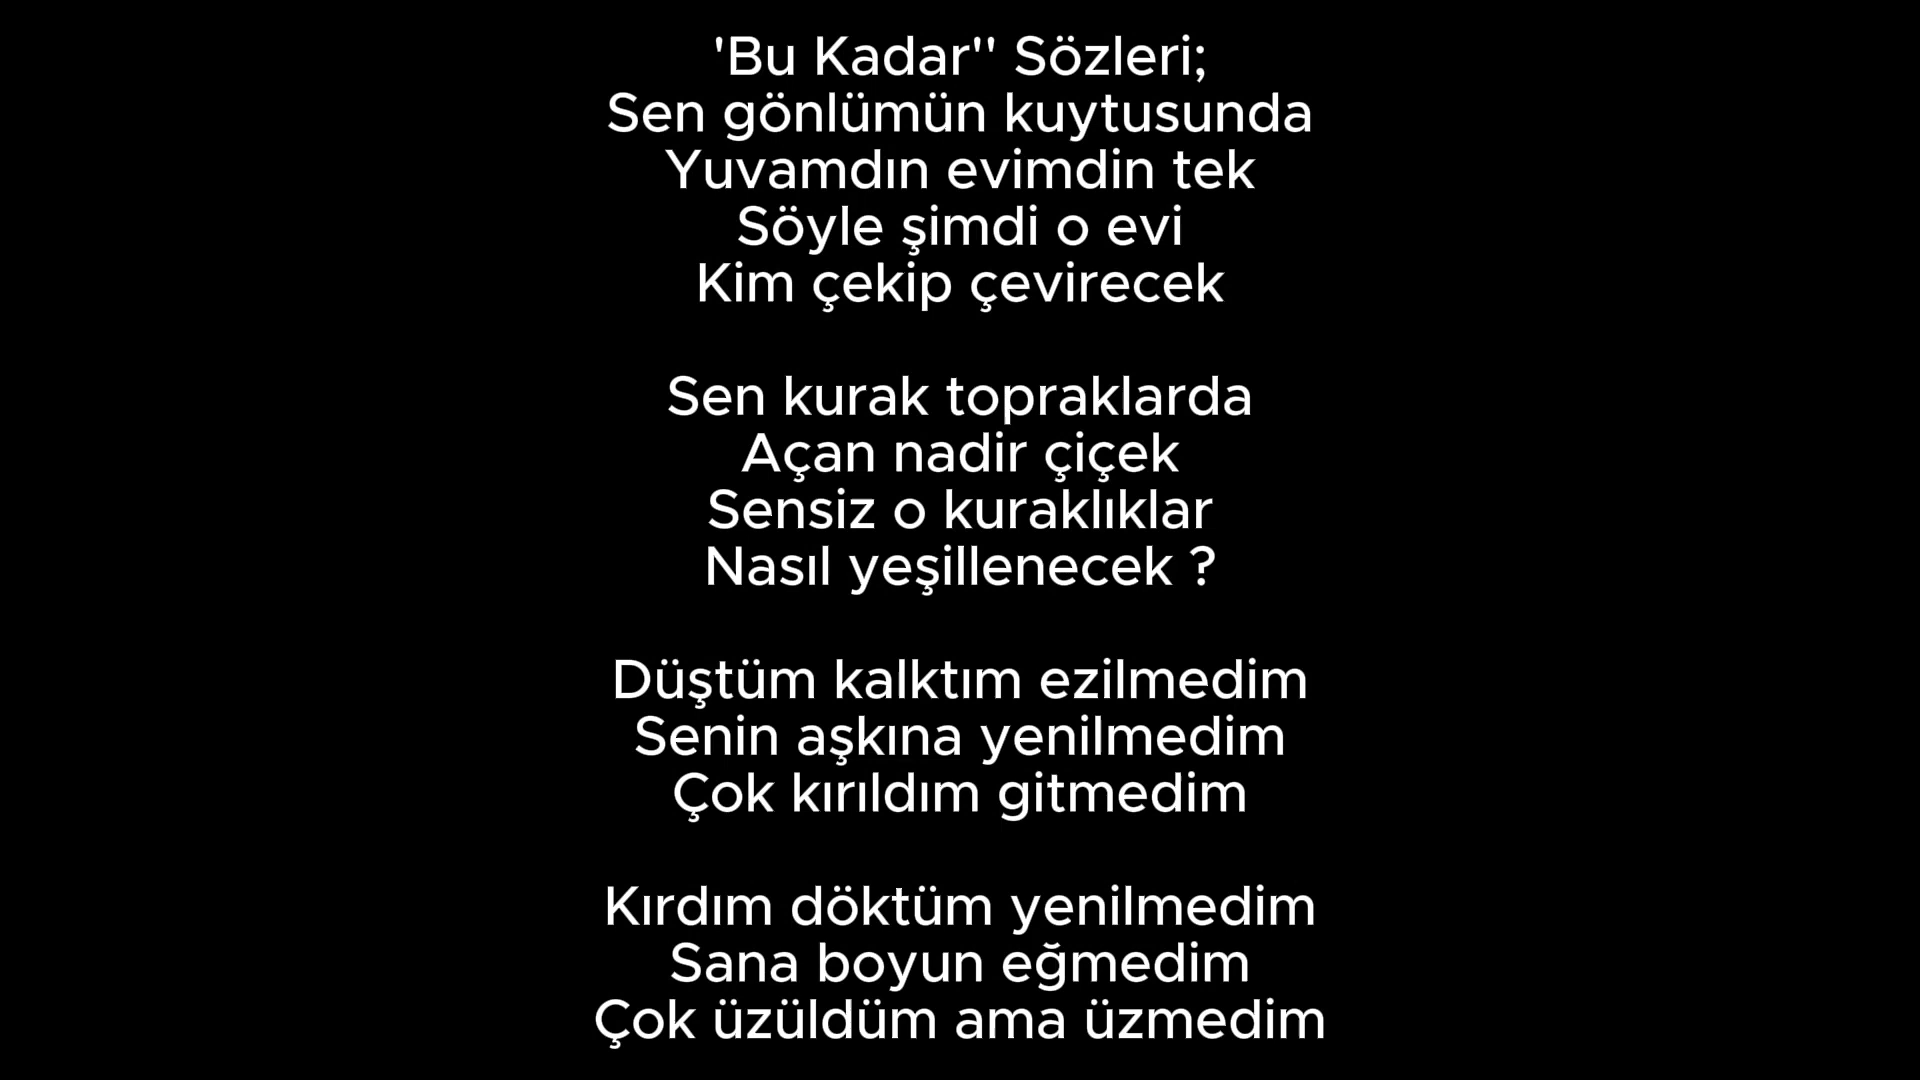 'Bu Kadar'' Sözleri;
Sen gönlümün kuytusunda
Yuvamdın evimdin tek
Söyle şimdi o evi
Kim çekip çevirecek
Sen kurak topraklarda
Açan nadir çiçek
Sensiz o kuraklıklar
Nasıl yeşillenecek ?
Düştüm kalktım ezilmedim
Senin aşkına yenilmedim
Çok kırıldım gitmedim
Kırdım döktüm yenilmedim
Sana boyun eğmedim
Çok üzüldüm ama üzmedim